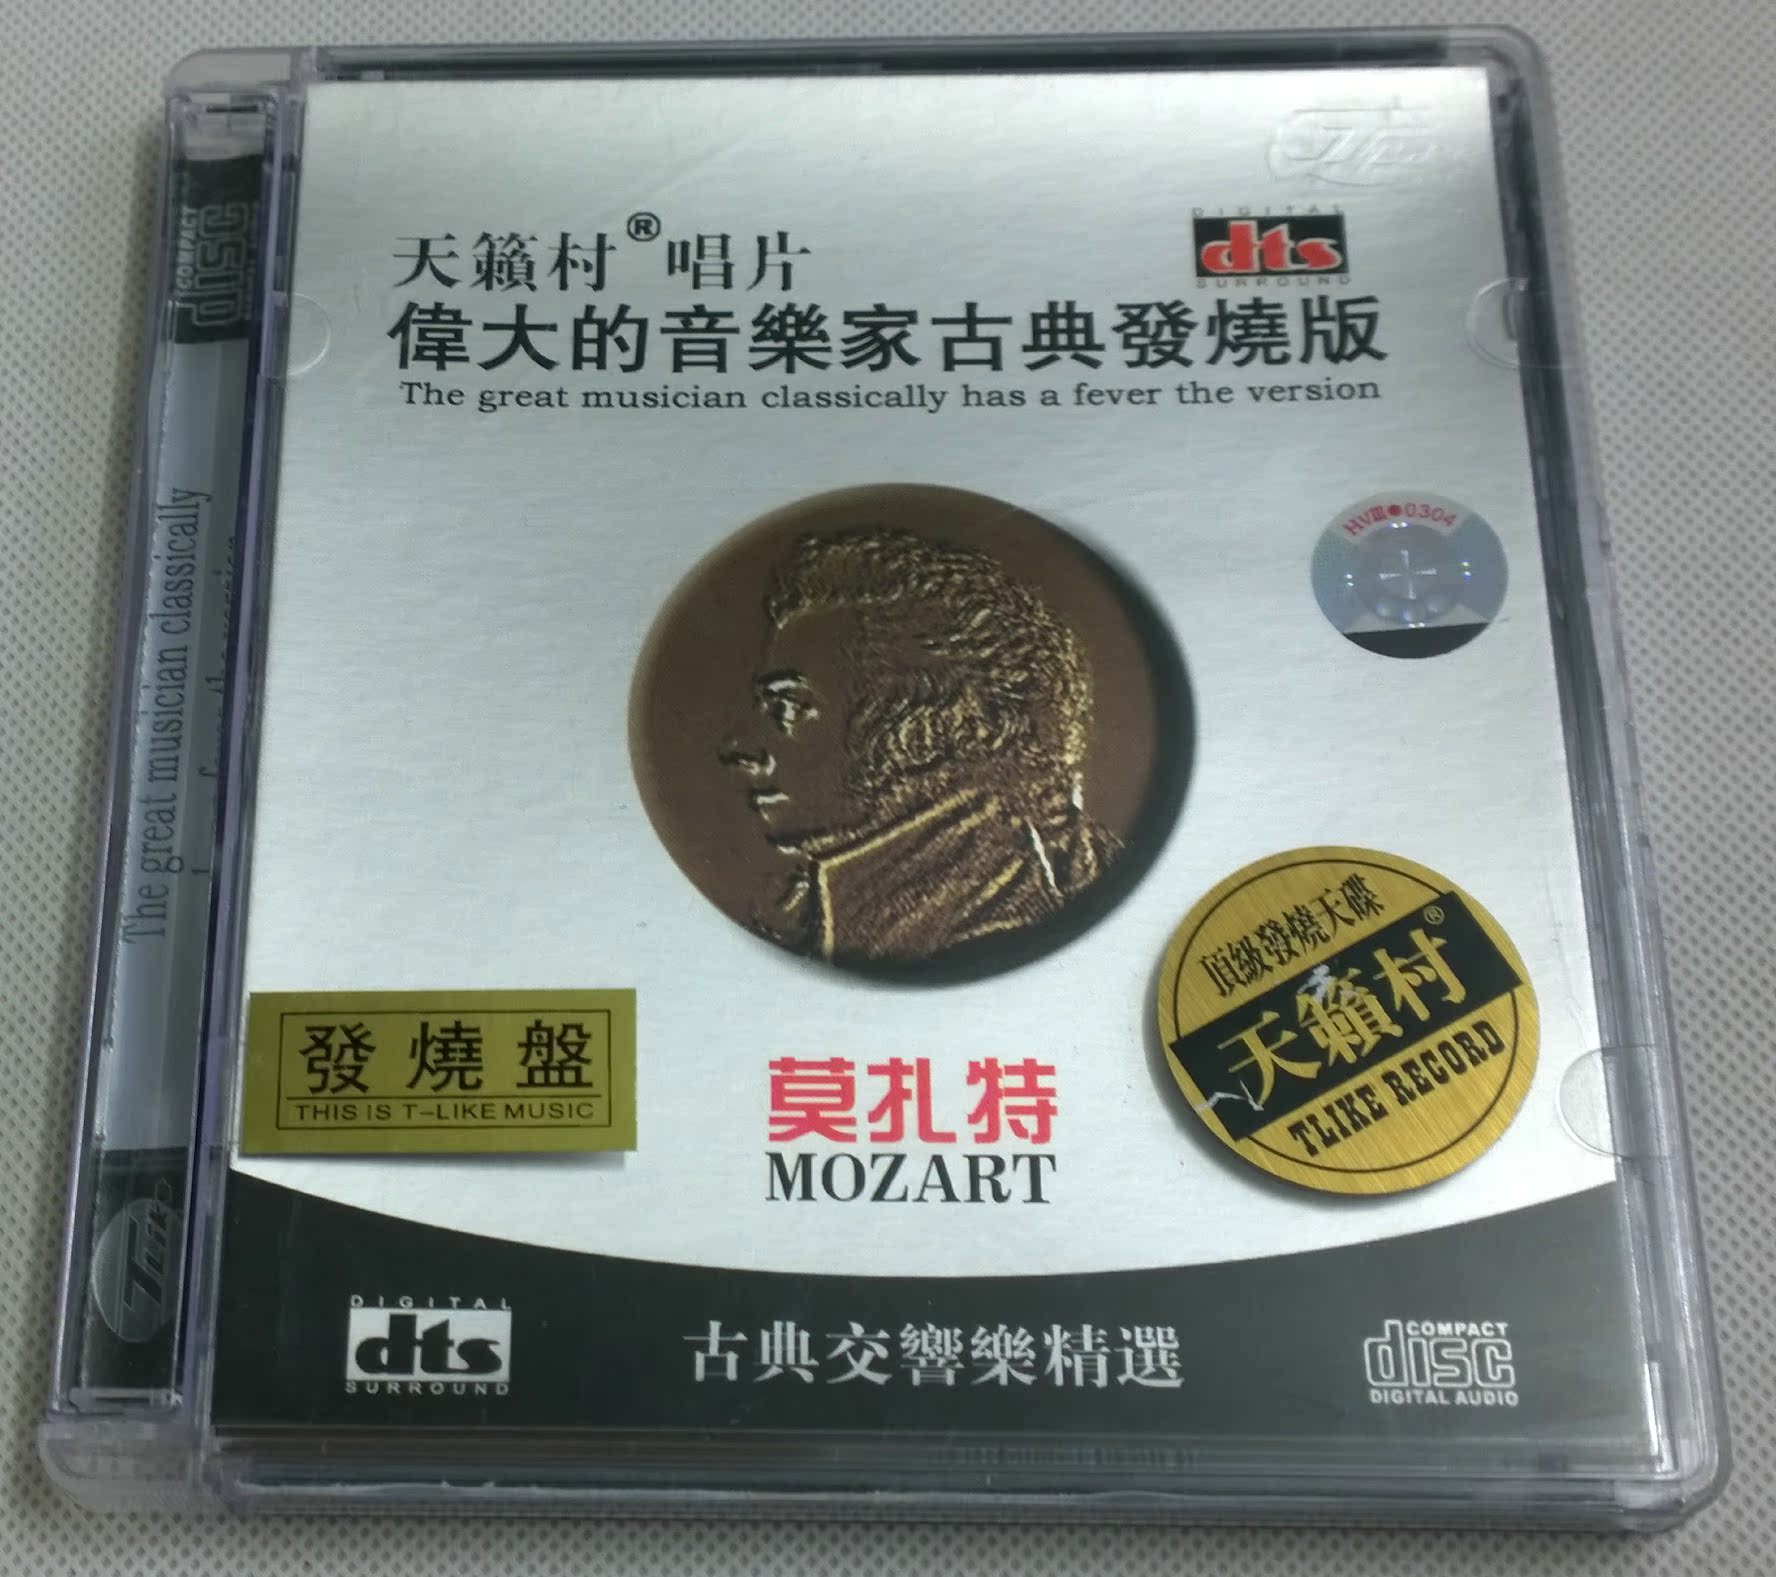 天籟村®唱片
DIGITAL
dts
SURROUND
偉大的音樂家古典發燒版
The great musician classically has a fever the version
HVⅢ●0304
頂級發燒天碟
天籟村®
TLIKE RECORD
發燒盤
THIS IS T-LIKE MUSIC
莫扎特
MOZART
DIGITAL
dts
SURROUND
古典交響樂精選
COMPACT
disc
DIGITAL AUDIO
COMPACT
disc
The great musician classically